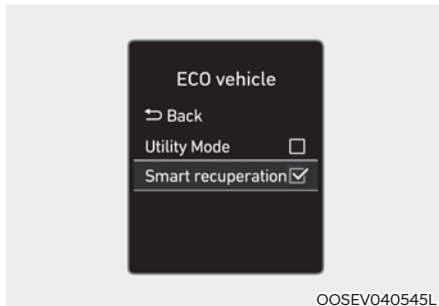 ECO vehicle
Back
Utility Mode
Smart recuperation
OOSEV040545L